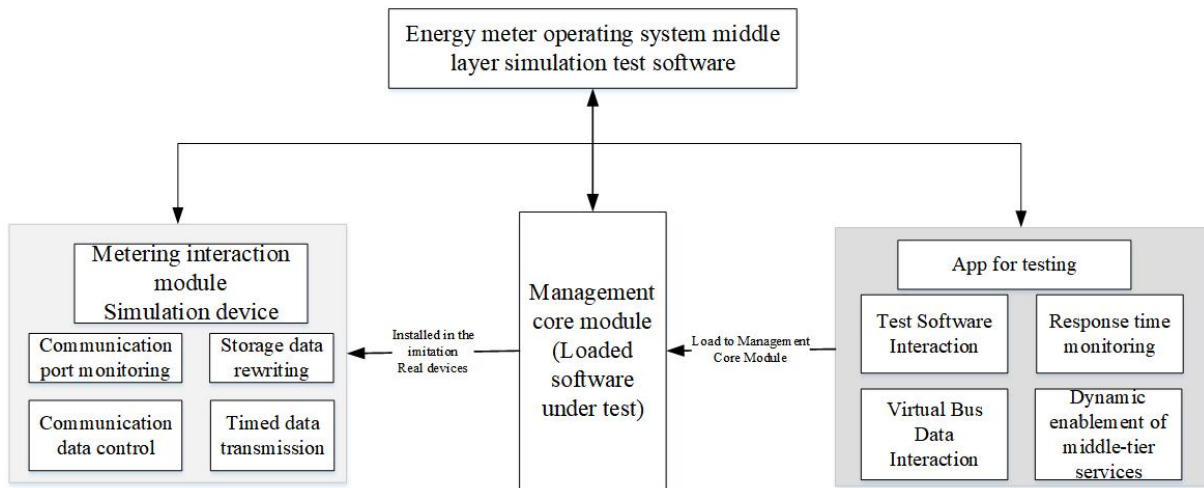 Energy meter operating system middle
layer simulation test software
Metering interaction
module
Simulation device
Communication
port monitoring
Storage data
rewriting
Communication
data control
Timed data
transmission
Installed in the
imitation
Real devices
Management
core module
(Loaded
software
under test)
Load to Management
Core Module
App for testing
Test Software
Interaction
Response time
monitoring
Virtual Bus
Data
Interaction
Dynamic
enablement of
middle-tier
services